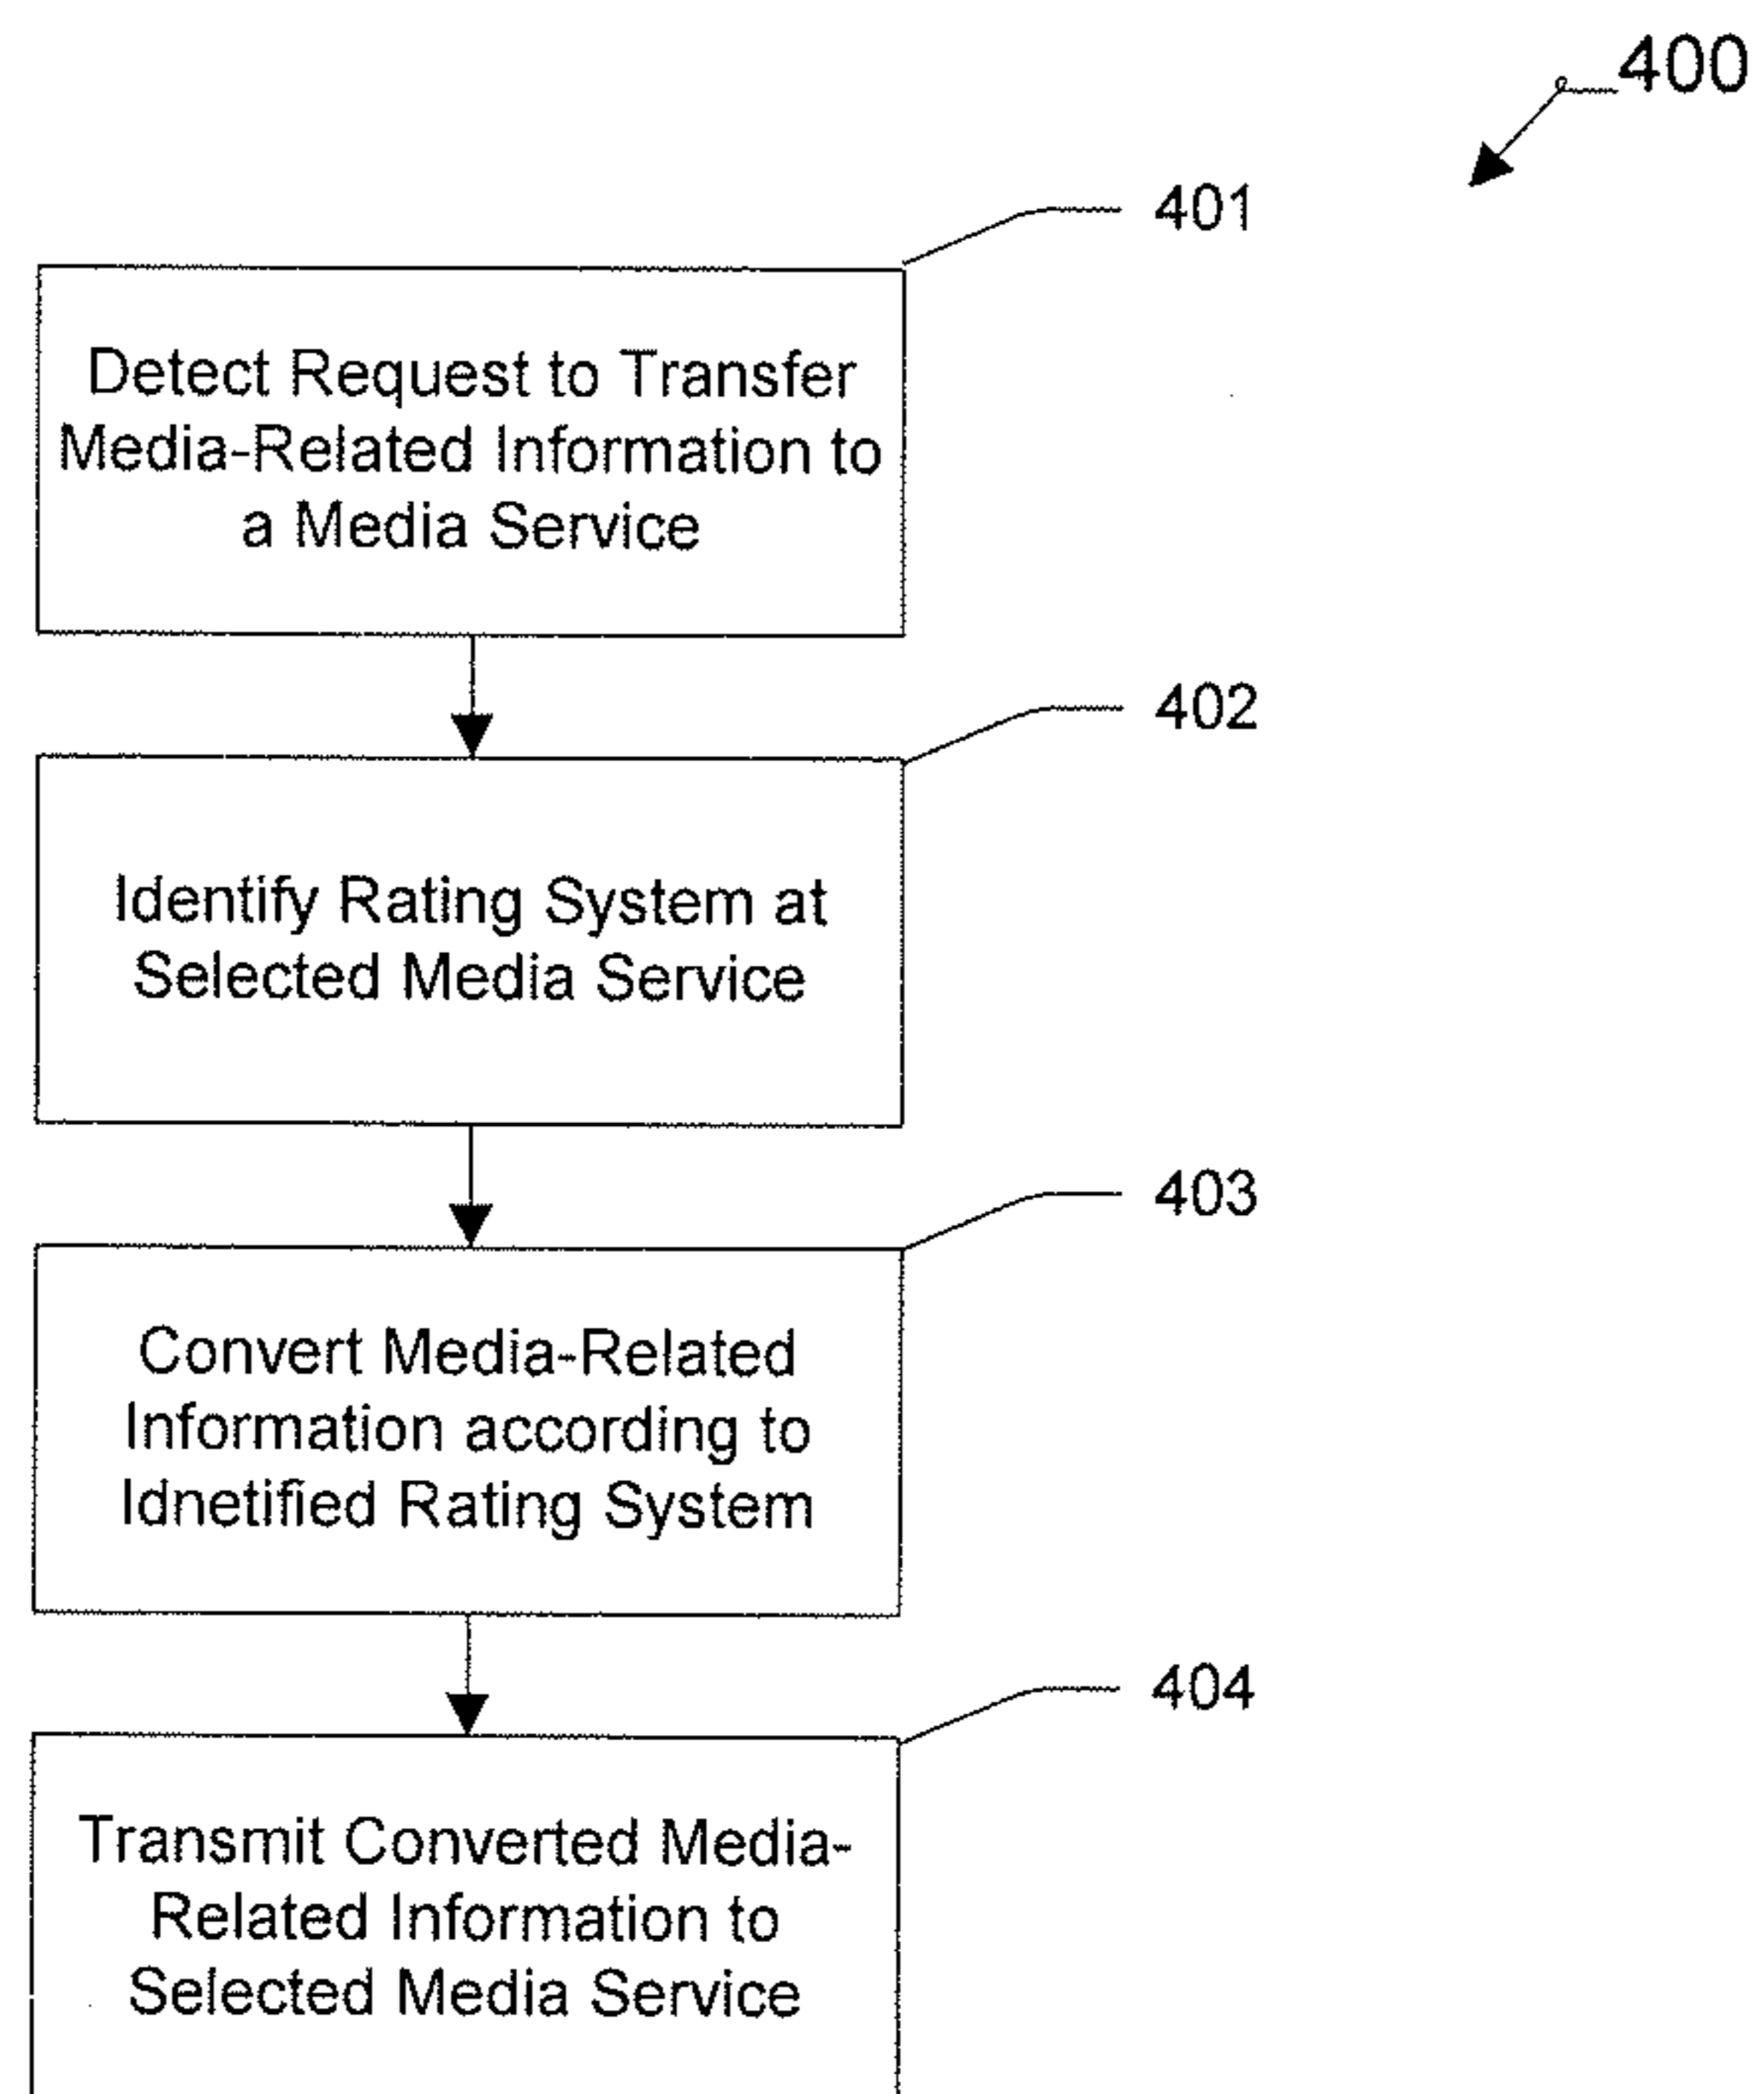 400
401
Detect Request to Transfer
Media-Related Information to
a Media Service
402
Identify Rating System at
Selected Media Service
403
Convert Media-Related
Information according to
Idnetified Rating System
404
Transmit Converted Media-
Related Information to
Selected Media Service